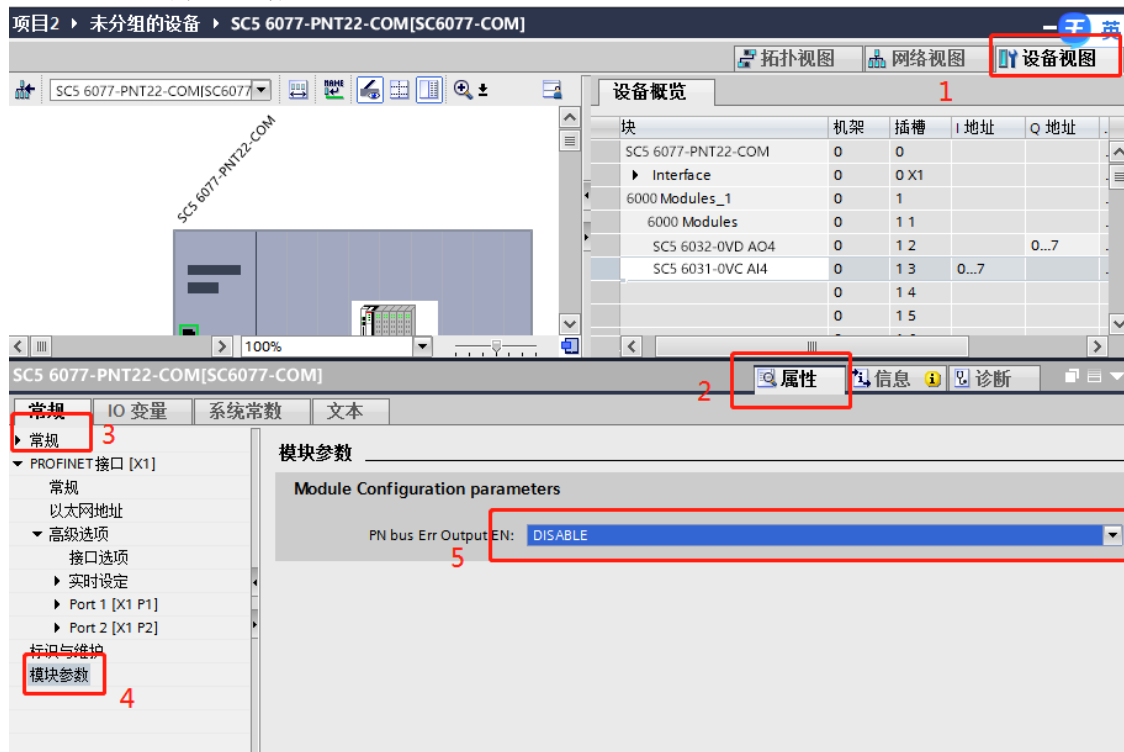 项目2 ▸ 未分组的设备 ▸ SC5 6077-PNT22-COM[SC6077-COM]
英
拓扑视图 网络视图 设备视图
1
SC5 6077-PNT22-COM[SC6077
设备概览
块 机架 插槽 I 地址 Q 地址
SC5 6077-PNT22-COM 0 0
Interface 0 0 X1
6000 Modules_1 0 1
6000 Modules 0 1 1
SC5 6032-0VD AO4 0 1 2 0...7
SC5 6031-0VC AI4 0 1 3 0...7
0 1 4
0 1 5
SC5 6077-PNT22-COM
100%
SC5 6077-PNT22-COM[SC6077-COM]
2
属性 信息 诊断
常规 IO 变量 系统常数 文本
常规
3
PROFINET接口 [X1]
常规
以太网地址
高级选项
接口选项
实时设定
Port 1 [X1 P1]
Port 2 [X1 P2]
标识与维护
模块参数
4
模块参数
Module Configuration parameters
PN bus Err Output EN: DISABLE
5